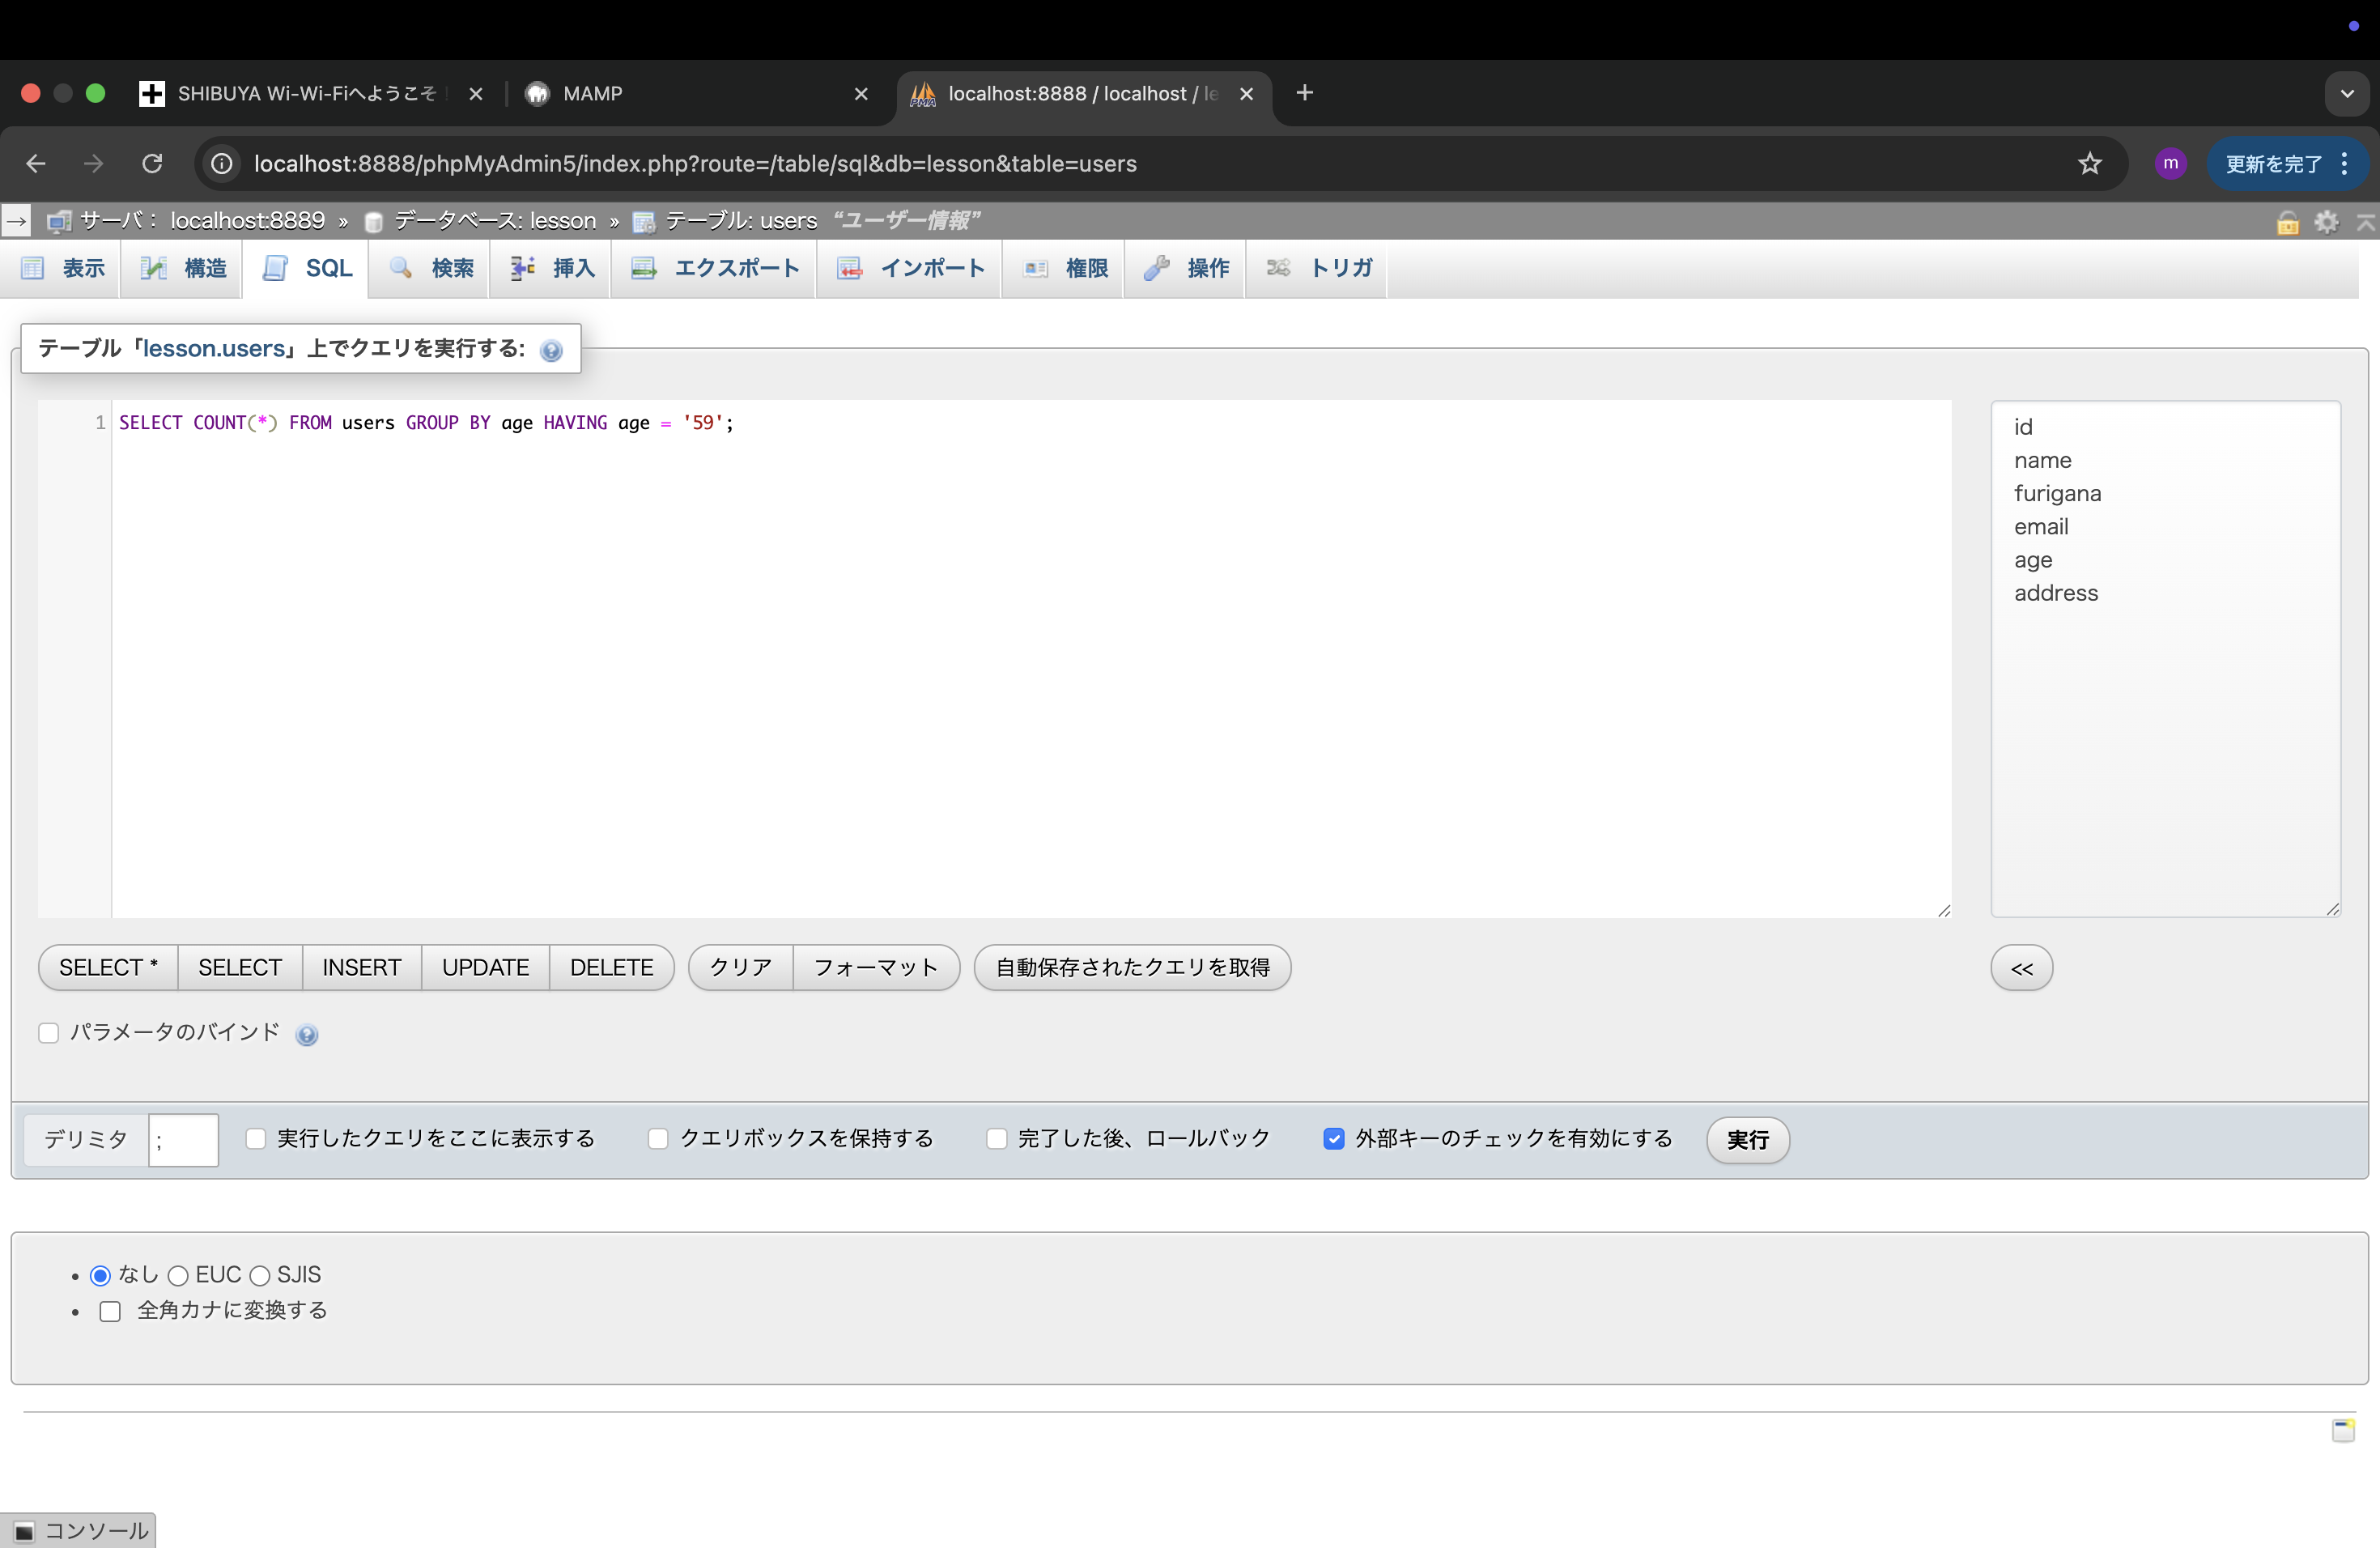 SHIBUYA Wi-Wi-Fiへようこそ
MAMP
localhost:8888 / localhost / le
localhost:8888/phpMyAdmin5/index.php?route=/table/sql&db=lesson&table=users
m
更新を完了
サーバ： localhost:8889 » データベース: lesson » テーブル: users “ユーザー情報”
表示 構造 SQL 検索 挿入 エクスポート インポート 権限 操作 トリガ
テーブル「lesson.users」上でクエリを実行する:
1 SELECT COUNT(*) FROM users GROUP BY age HAVING age = '59';
id
name
furigana
email
age
address
SELECT * SELECT INSERT UPDATE DELETE クリア フォーマット 自動保存されたクエリを取得 <<
パラメータのバインド
デリミタ ; 実行したクエリをここに表示する クエリボックスを保持する 完了した後、ロールバック 外部キーのチェックを有効にする 実行
なし EUC SJIS
全角カナに変換する
コンソール